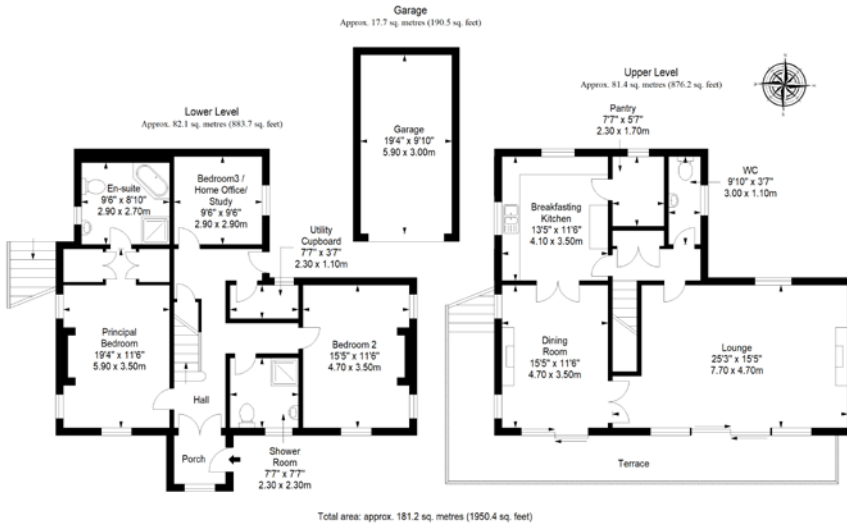 Garage
Approx. 17.7 sq. metres (190.5 sq. feet)
Upper Level
Approx. 81.4 sq. metres (876.2 sq. feet)
Lower Level
Approx. 82.1 sq. metres (883.7 sq. feet)
Garage
19'4" x 9'10"
5.90 x 3.00m
Pantry
7'7" x 5'7"
2.30 x 1.70m
WC
9'10" x 3'7"
3.00 x 1.10m
En-suite
9'6" x 8'10"
2.90 x 2.70m
Bedroom3 /
Home Office/
Study
9'6" x 9'6"
2.90 x 2.90m
Utility
Cupboard
7'7" x 3'7"
2.30 x 1.10m
Breakfasting
Kitchen
13'5" x 11'6"
4.10 x 3.50m
Principal
Bedroom
19'4" x 11'6"
5.90 x 3.50m
Bedroom 2
15'5" x 11'6"
4.70 x 3.50m
Dining
Room
15'5" x 11'6"
4.70 x 3.50m
Lounge
25'3" x 15'5"
7.70 x 4.70m
Hall
Porch
Shower
Room
7'7" x 7'7"
2.30 x 2.30m
Terrace
Total area: approx. 181.2 sq. metres (1950.4 sq. feet)